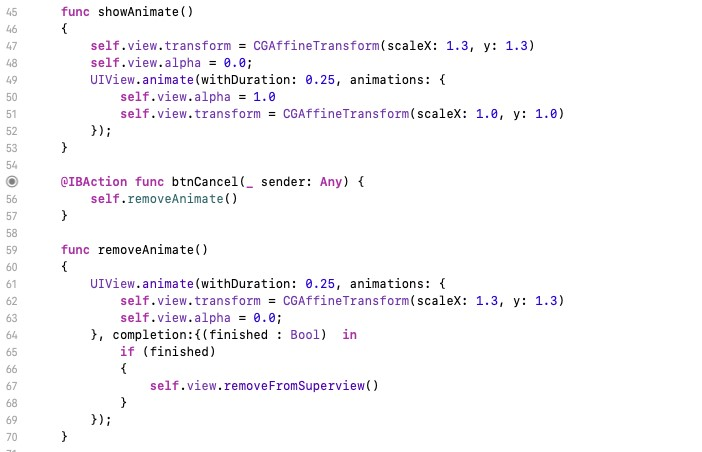 45 func showAnimate()
46 {
47 self.view.transform = CGAffineTransform(scaleX: 1.3, y: 1.3)
48 self.view.alpha = 0.0;
49 UIView.animate(withDuration: 0.25, animations: {
50 self.view.alpha = 1.0
51 self.view.transform = CGAffineTransform(scaleX: 1.0, y: 1.0)
52 });
53 }
54
@IBAction func btnCancel(_ sender: Any) {
56 self.removeAnimate()
57 }
58
59 func removeAnimate()
60 {
61 UIView.animate(withDuration: 0.25, animations: {
62 self.view.transform = CGAffineTransform(scaleX: 1.3, y: 1.3)
63 self.view.alpha = 0.0;
64 }, completion:{(finished : Bool)  in
65 if (finished)
66 {
67 self.view.removeFromSuperview()
68 }
69 });
70 }